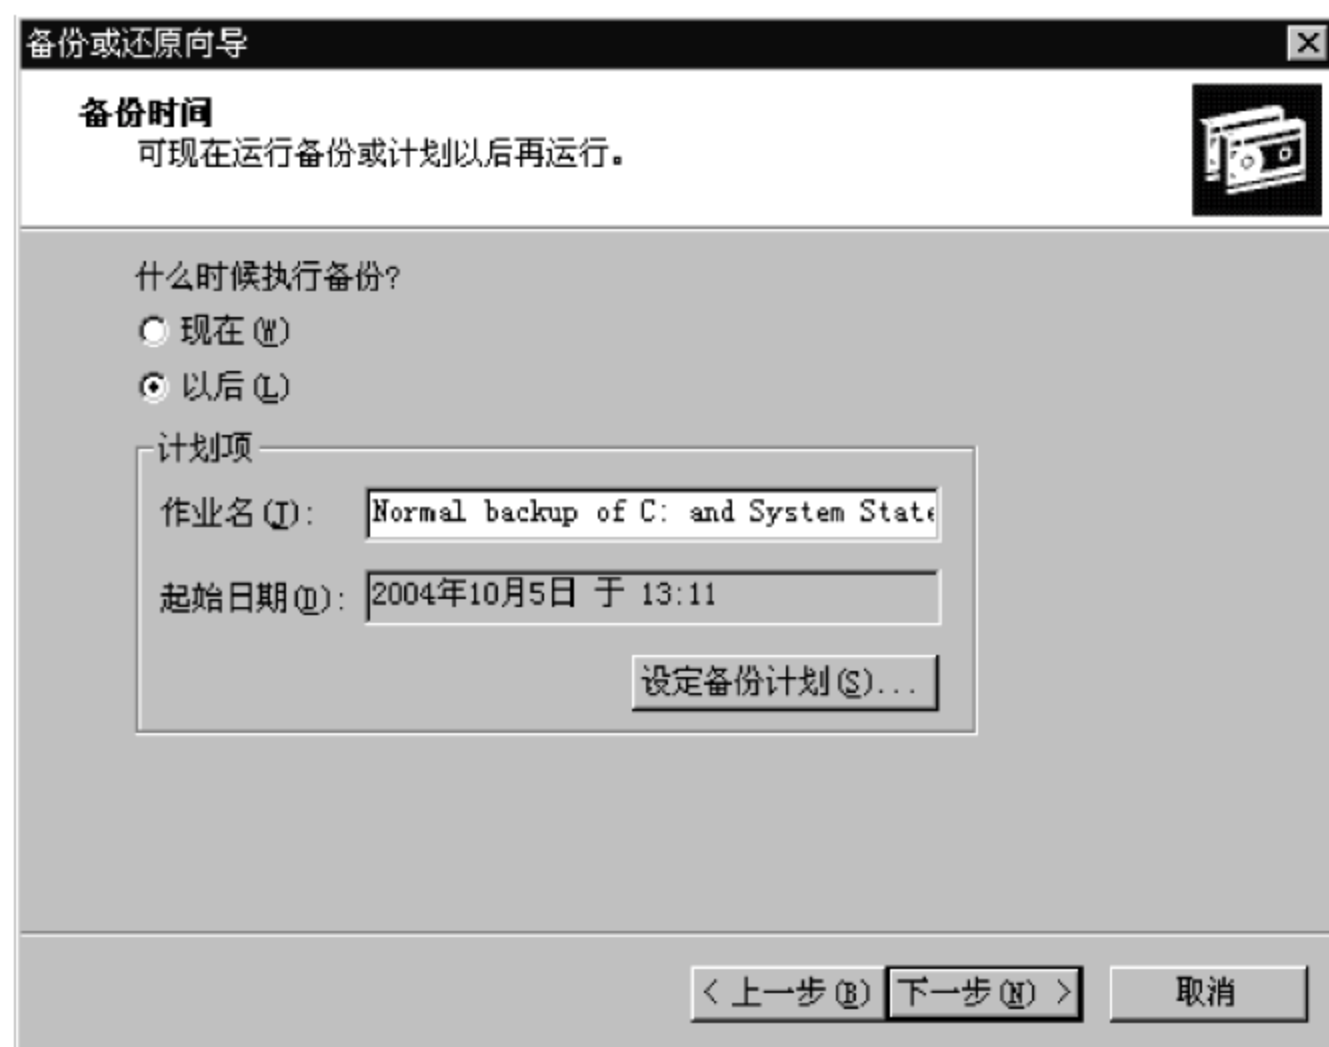 备份或还原向导
备份时间
可现在运行备份或计划以后再运行。
什么时候执行备份?
现在(W)
以后(L)
计划项
作业名(J): Normal backup of C: and System State
起始日期(D): 2004年10月5日 于 13:11
设定备份计划(S)...
< 上一步(B) 下一步(N) > 取消